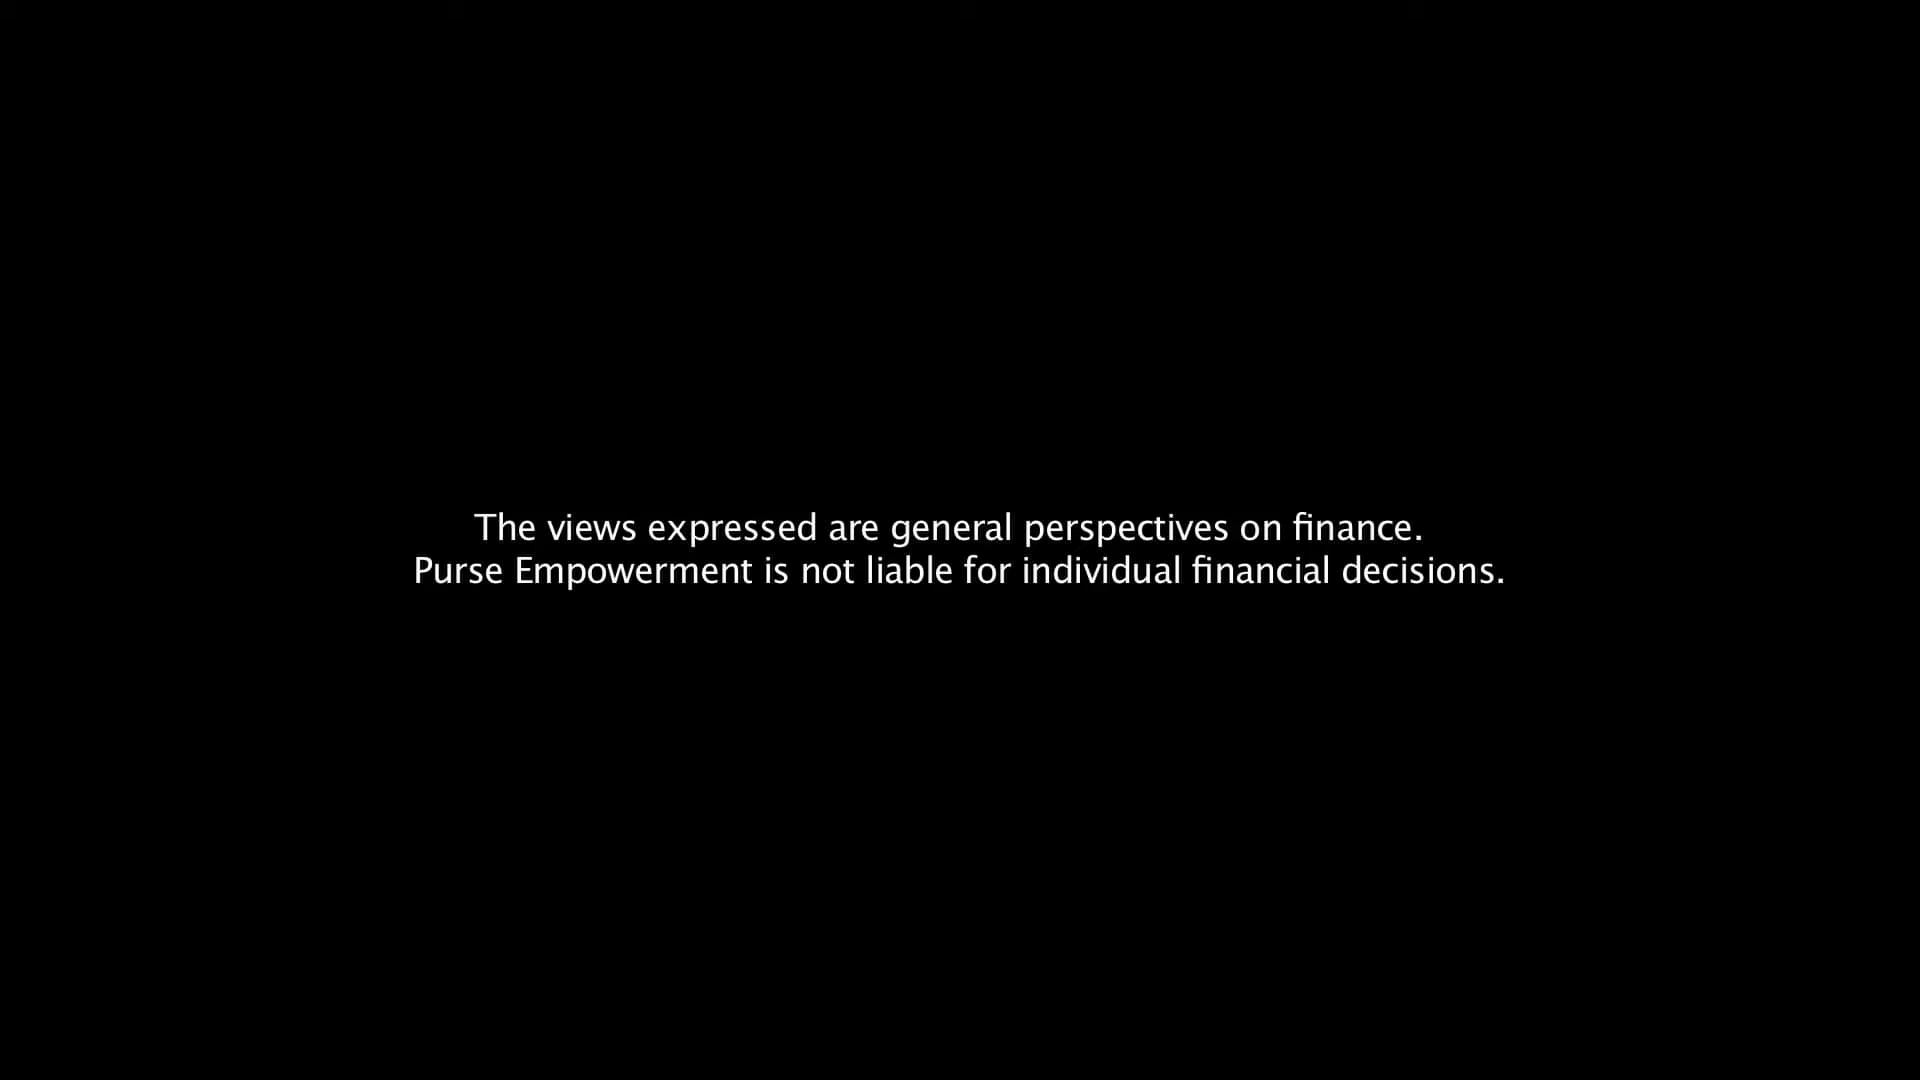 The views expressed are general perspectives on finance.
Purse Empowerment is not liable for individual financial decisions.